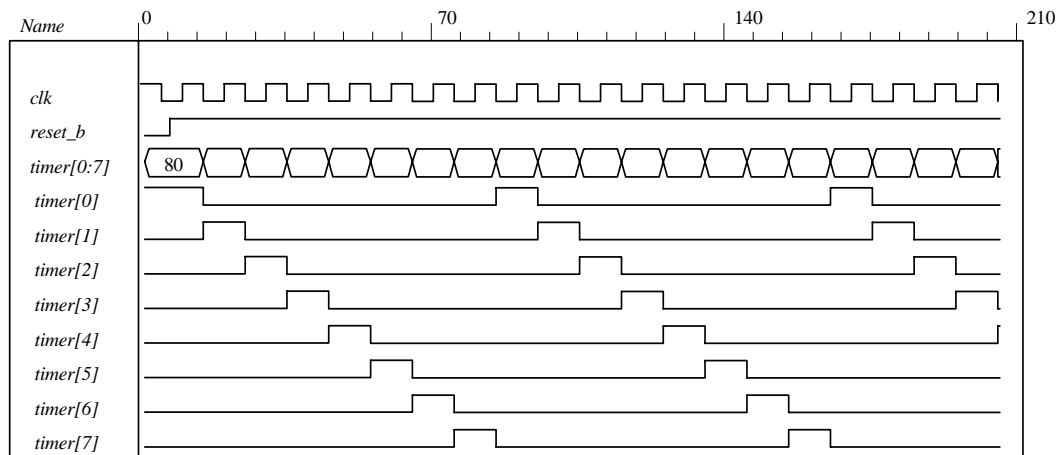 Name 0 70 140 210
clk
reset_b
timer[0:7] 80
timer[0]
timer[1]
timer[2]
timer[3]
timer[4]
timer[5]
timer[6]
timer[7]